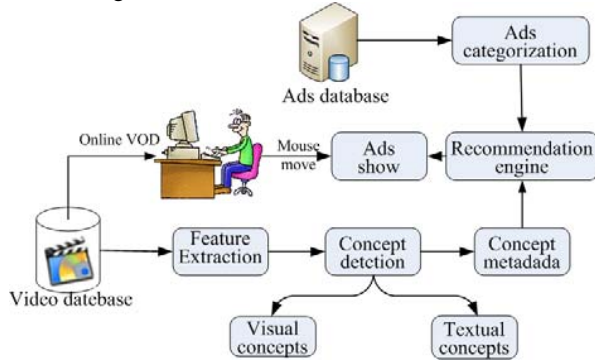 Ads database
Ads
categorization
Online VOD
Mouse
move
Ads
show
Recommendation
engine
Video datebase
Feature
Extraction
Concept
detction
Concept
metadada
Visual
concepts
Textual
concepts